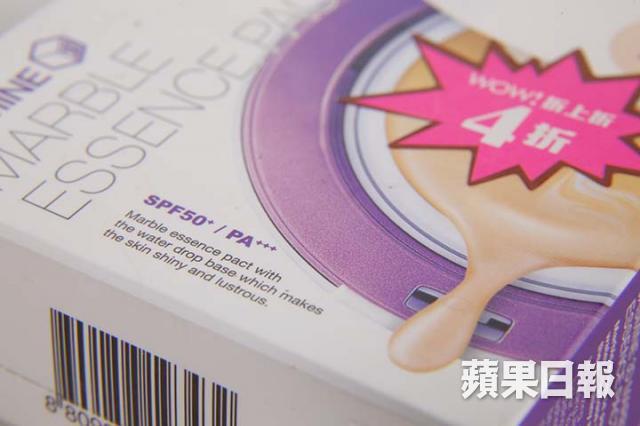 MINE
MARBLE
ESSENCE PAC
SPF50+ / PA+++
Marble essence pact with
the water drop base which makes
the skin shiny and lustrous.
WOW! 折上折
4折
蘋果日報